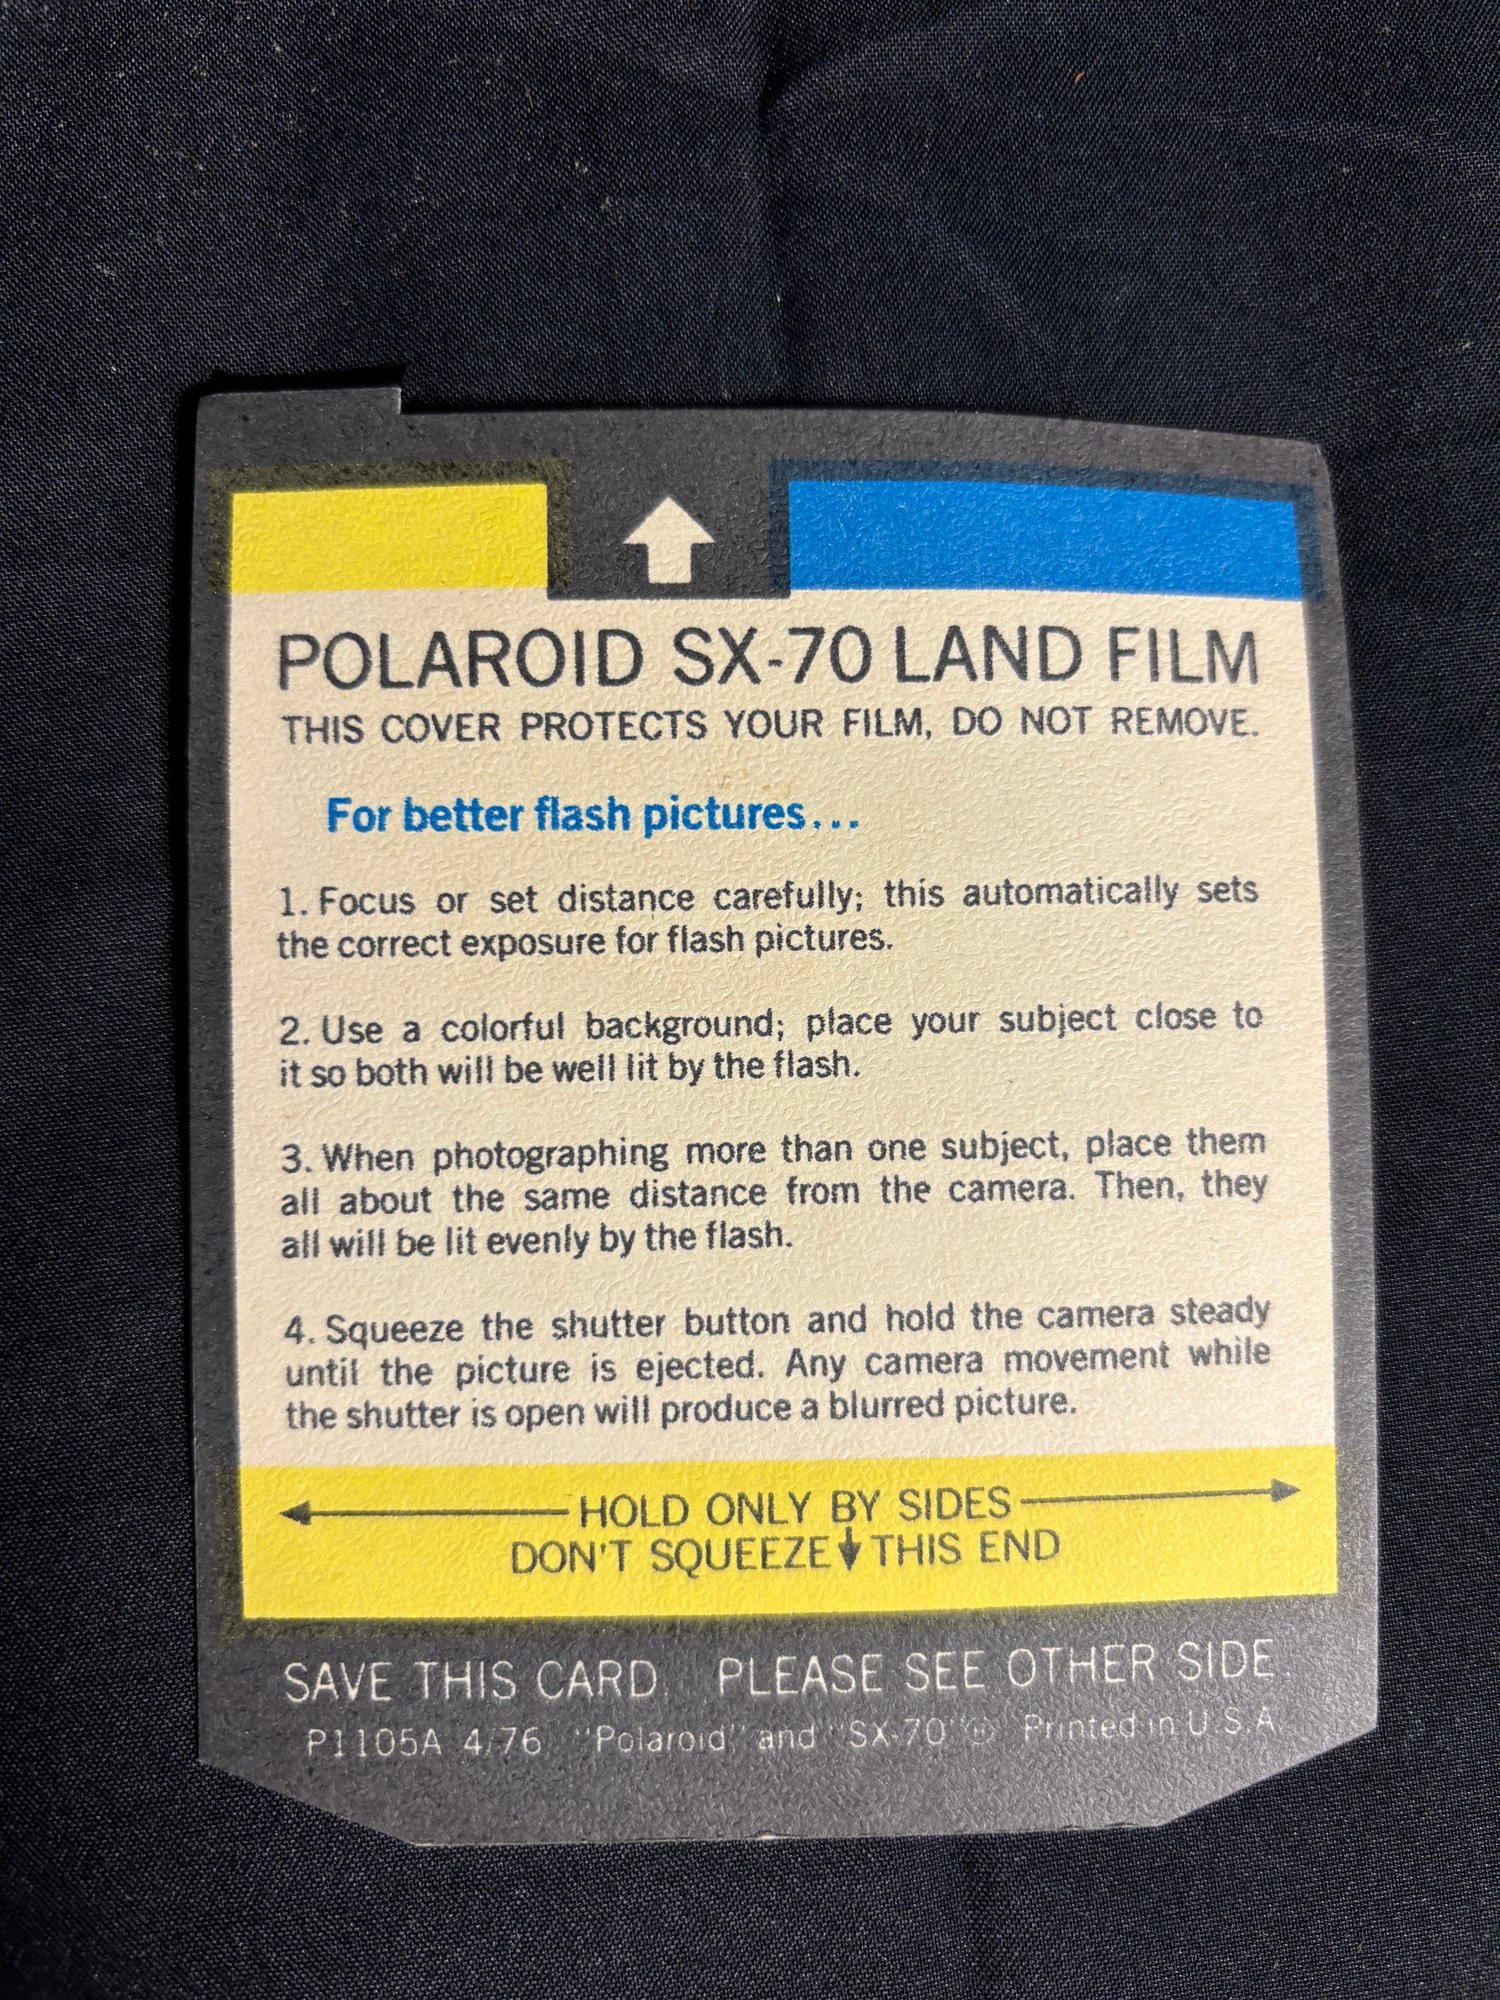 POLAROID SX-70 LAND FILM
THIS COVER PROTECTS YOUR FILM, DO NOT REMOVE.
For better flash pictures...
1. Focus or set distance carefully; this automatically sets
the correct exposure for flash pictures.
2. Use a colorful background; place your subject close to
it so both will be well lit by the flash.
3. When photographing more than one subject, place them
all about the same distance from the camera. Then, they
all will be lit evenly by the flash.
4. Squeeze the shutter button and hold the camera steady
until the picture is ejected. Any camera movement while
the shutter is open will produce a blurred picture.
HOLD ONLY BY SIDES
DON'T SQUEEZE ↓ THIS END
SAVE THIS CARD. PLEASE SEE OTHER SIDE.
P1105A 4/76 "Polaroid" and "SX-70"® Printed in U.S.A.